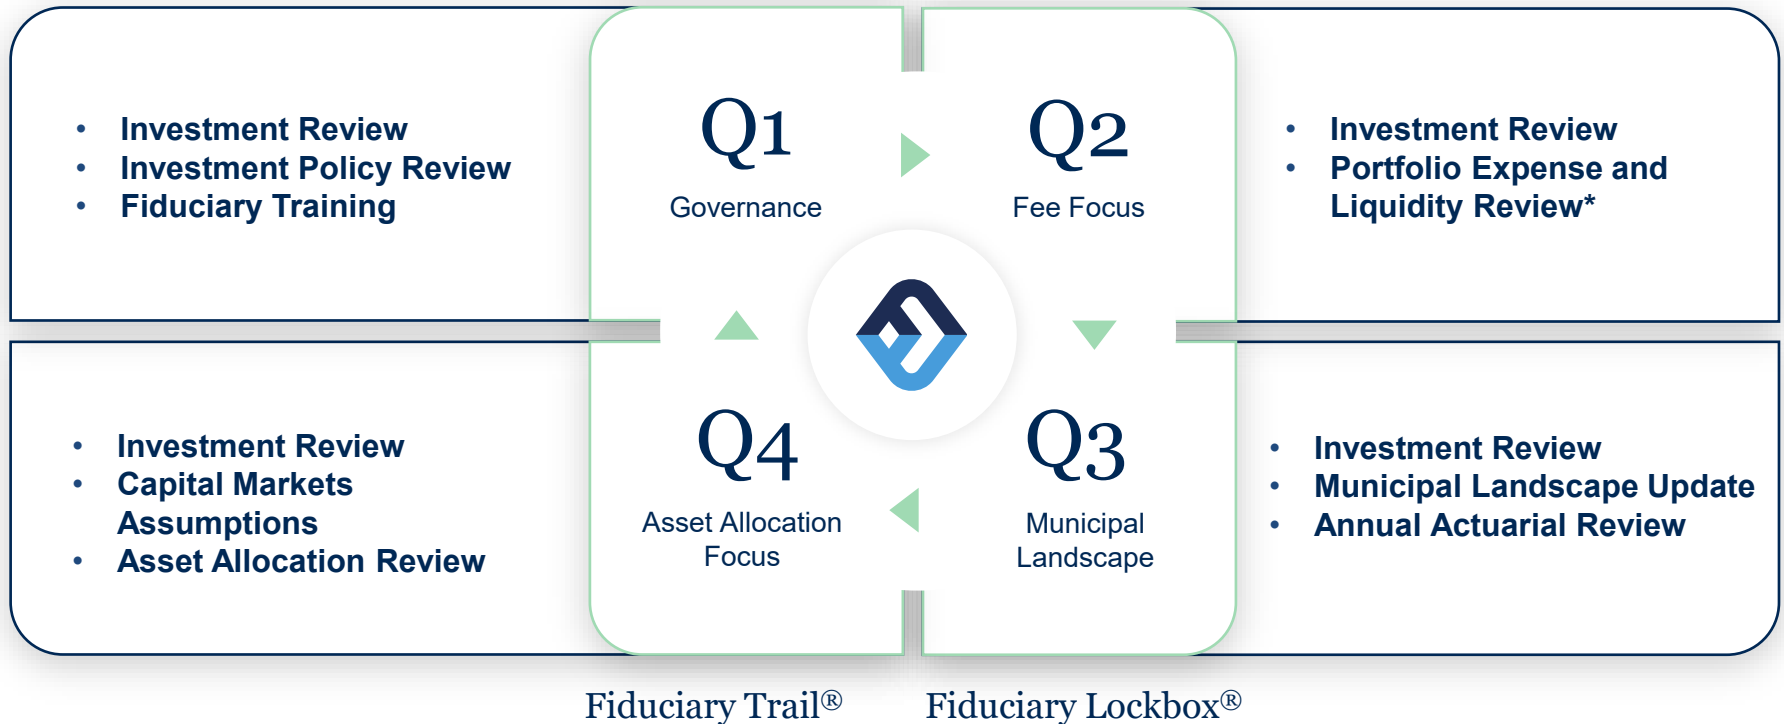 Q1
Governance
• Investment Review
• Investment Policy Review
• Fiduciary Training
Q2
Fee Focus
• Investment Review
• Portfolio Expense and
Liquidity Review*
Q4
Asset Allocation
Focus
• Investment Review
• Capital Markets
Assumptions
• Asset Allocation Review
Q3
Municipal
Landscape
• Investment Review
• Municipal Landscape Update
• Annual Actuarial Review
Fiduciary Trail®
Fiduciary Lockbox®